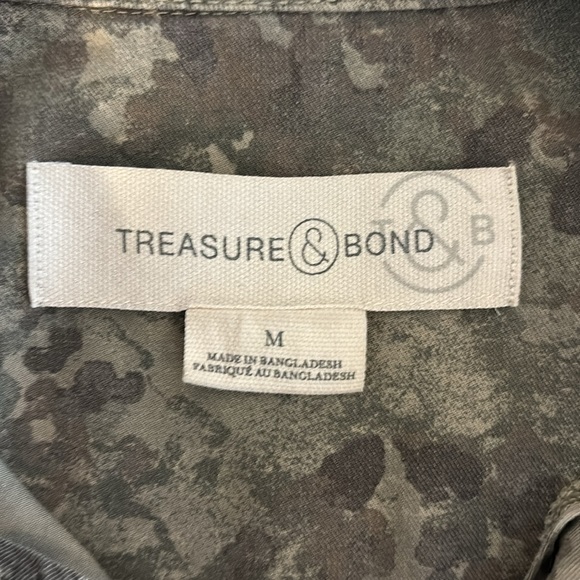 TREASURE & BOND
T & B
M
MADE IN BANGLADESH
FABRIQUÉ AU BANGLADESH